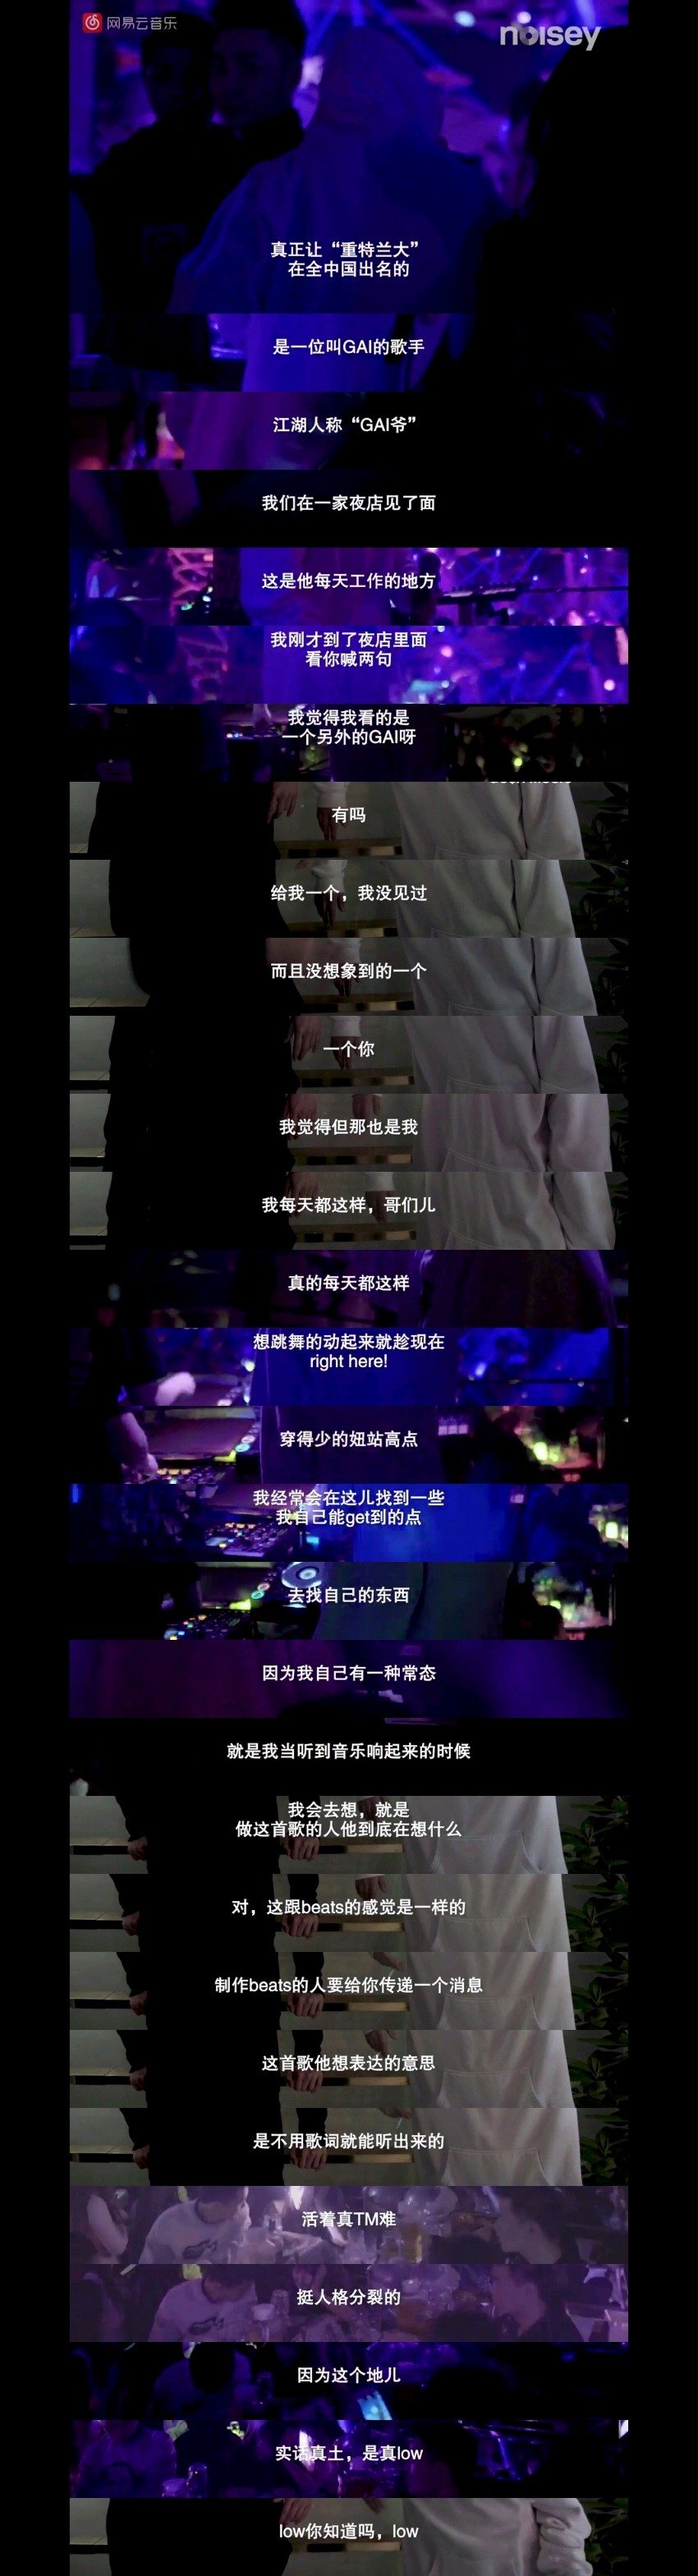 网易云音乐
noisey
真正让“重特兰大”
在全中国出名的
是一位叫GAI的歌手
江湖人称“GAI爷”
我们在一家夜店见了面
这是他每天工作的地方
我刚才到了夜店里面
看你喊两句
我觉得我看的是
一个另外的GAI呀
有吗
给我一个，我没见过
而且没想象到的一个
一个你
我觉得但那也是我
我每天都这样，哥们儿
真的每天都这样
想跳舞的动起来就趁现在
right here!
穿得少的妞站高点
我经常会在这儿找到一些
我自己能get到的点
去找自己的东西
因为我自己有一种常态
就是我当听到音乐响起来的时候
我会去想，就是
做这首歌的人他到底在想什么
对，这跟beats的感觉是一样的
制作beats的人要给你传递一个消息
这首歌他想表达的意思
是不用歌词就能听出来的
活着真TM难
挺人格分裂的
因为这个地儿
实话真土，是真low
low你知道吗，low